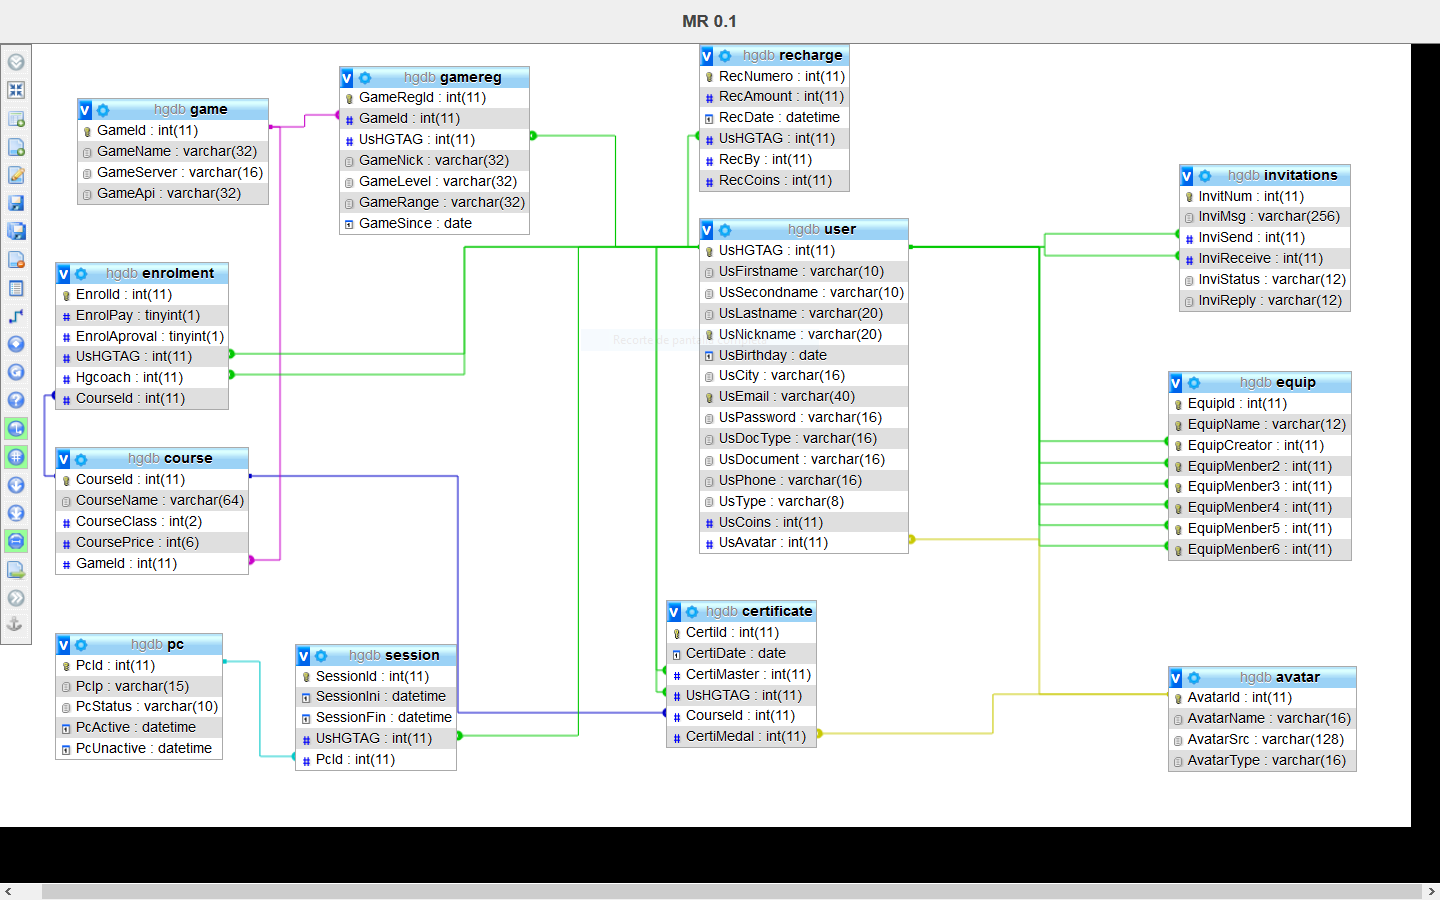 MR 0.1
hgdb game
GameId : int(11)
GameName : varchar(32)
GameServer : varchar(16)
GameApi : varchar(32)
hgdb gamereg
GameRegId : int(11)
GameId : int(11)
UsHGTAG : int(11)
GameNick : varchar(32)
GameLevel : varchar(32)
GameRange : varchar(32)
GameSince : date
hgdb recharge
RecNumero : int(11)
RecAmount : int(11)
RecDate : datetime
UsHGTAG : int(11)
RecBy : int(11)
RecCoins : int(11)
hgdb invitations
InvitNum : int(11)
InviMsg : varchar(256)
InviSend : int(11)
InviReceive : int(11)
InviStatus : varchar(12)
InviReply : varchar(12)
hgdb enrolment
EnrolId : int(11)
EnrolPay : tinyint(1)
EnrolAproval : tinyint(1)
UsHGTAG : int(11)
Hgcoach : int(11)
CourseId : int(11)
hgdb user
UsHGTAG : int(11)
UsFirstname : varchar(10)
UsSecondname : varchar(10)
UsLastname : varchar(20)
UsNickname : varchar(20)
UsBirthday : date
UsCity : varchar(16)
UsEmail : varchar(40)
UsPassword : varchar(16)
UsDocType : varchar(16)
UsDocument : varchar(16)
UsPhone : varchar(16)
UsType : varchar(8)
UsCoins : int(11)
UsAvatar : int(11)
Recorte de
hgdb equip
EquipId : int(11)
EquipName : varchar(12)
EquipCreator : int(11)
EquipMenber2 : int(11)
EquipMenber3 : int(11)
EquipMenber4 : int(11)
EquipMenber5 : int(11)
EquipMenber6 : int(11)
hgdb course
CourseId : int(11)
CourseName : varchar(64)
CourseClass : int(2)
CoursePrice : int(6)
GameId : int(11)
hgdb pc
PcId : int(11)
PcIp : varchar(15)
PcStatus : varchar(10)
PcActive : datetime
PcUnactive : datetime
hgdb session
SessionId : int(11)
SessionIni : datetime
SessionFin : datetime
UsHGTAG : int(11)
PcId : int(11)
hgdb certificate
CertiId : int(11)
CertiDate : date
CertiMaster : int(11)
UsHGTAG : int(11)
CourseId : int(11)
CertiMedal : int(11)
hgdb avatar
AvatarId : int(11)
AvatarName : varchar(16)
AvatarSrc : varchar(128)
AvatarType : varchar(16)